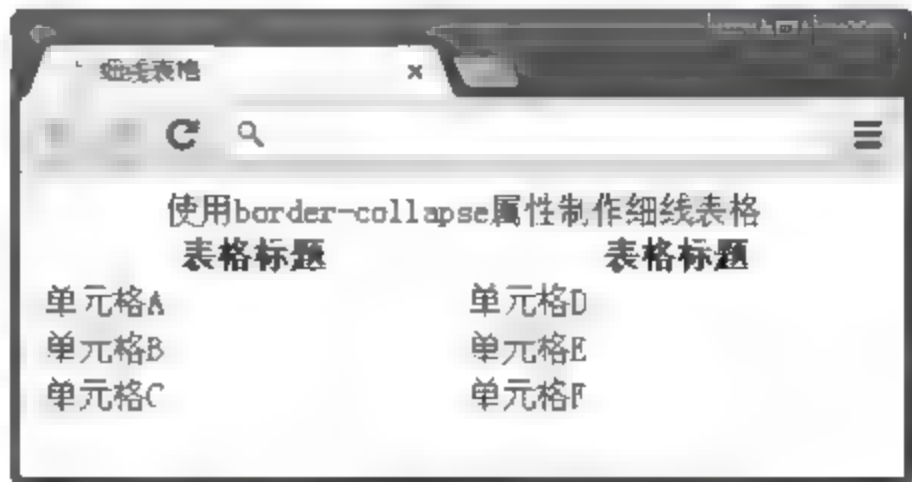 细线表格 ×
使用border-collapse属性制作细线表格
表格标题 表格标题
单元格A 单元格D
单元格B 单元格E
单元格C 单元格F